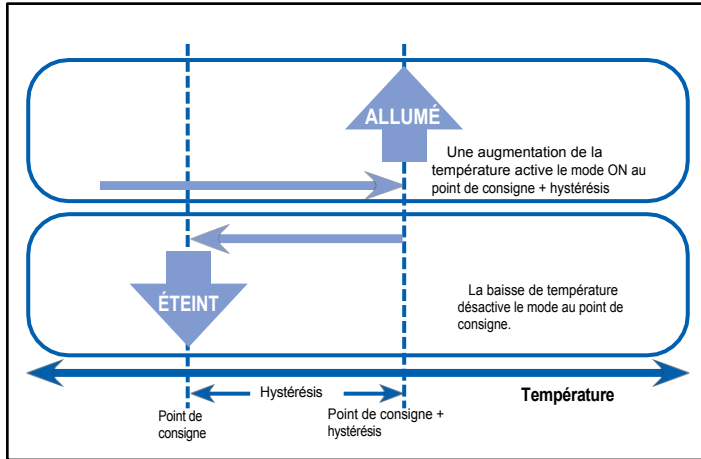 ALLUMÉ
Une augmentation de la
température active le mode ON au
point de consigne + hystérésis
ÉTEINT
La baisse de température
désactive le mode au point de
consigne.
Hystérésis
Température
Point de
consigne
Point de consigne +
hystérésis